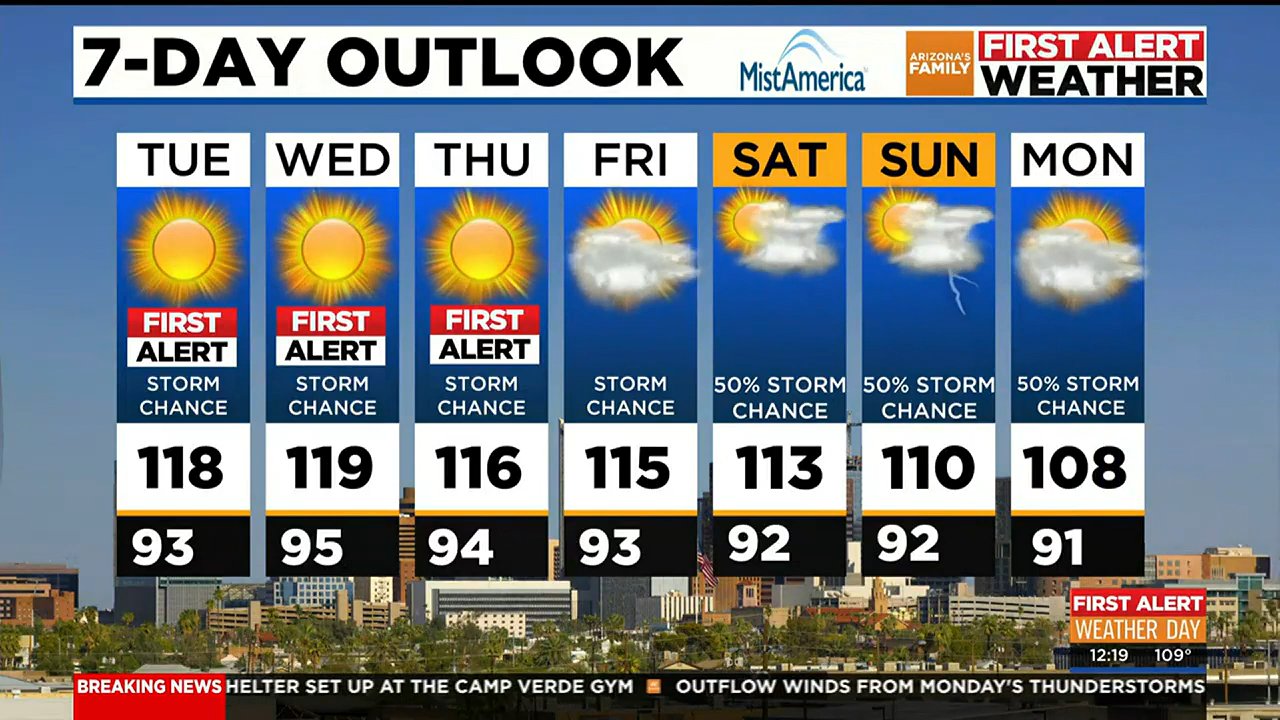 7-DAY OUTLOOK
MistAmerica
ARIZONA'S
FAMILY
FIRST ALERT
WEATHER
TUE
WED
THU
FRI
SAT
SUN
MON
FIRST
ALERT
FIRST
ALERT
FIRST
ALERT
STORM
CHANCE
STORM
CHANCE
STORM
CHANCE
STORM
CHANCE
50% STORM
CHANCE
50% STORM
CHANCE
50% STORM
CHANCE
118
119
116
115
113
110
108
93
95
94
93
92
92
91
FIRST ALERT
WEATHER DAY
12:19 109°
BREAKING NEWS
HELTER SET UP AT THE CAMP VERDE GYM
OUTFLOW WINDS FROM MONDAY'S THUNDERSTORMS